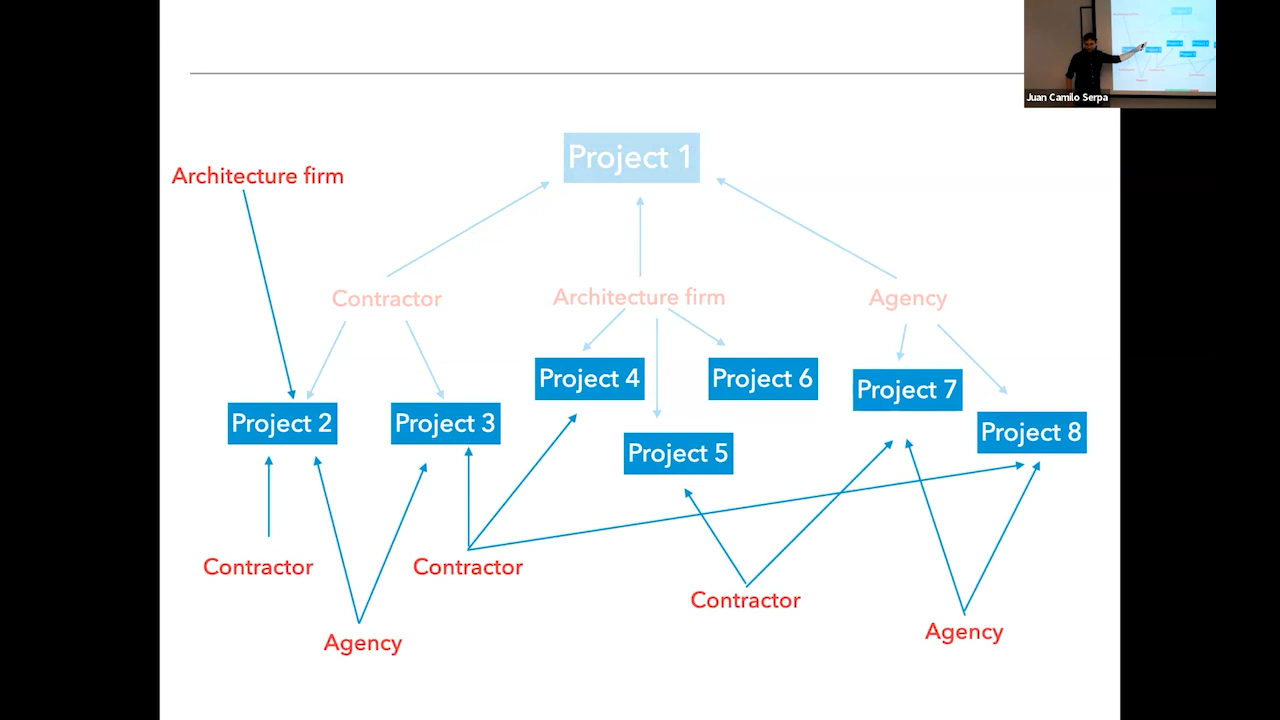 Juan Camilo Serpa
Project 1
Architecture firm
Contractor
Architecture firm
Agency
Project 4
Project 6
Project 7
Project 2
Project 3
Project 8
Project 5
Contractor
Contractor
Contractor
Agency
Agency